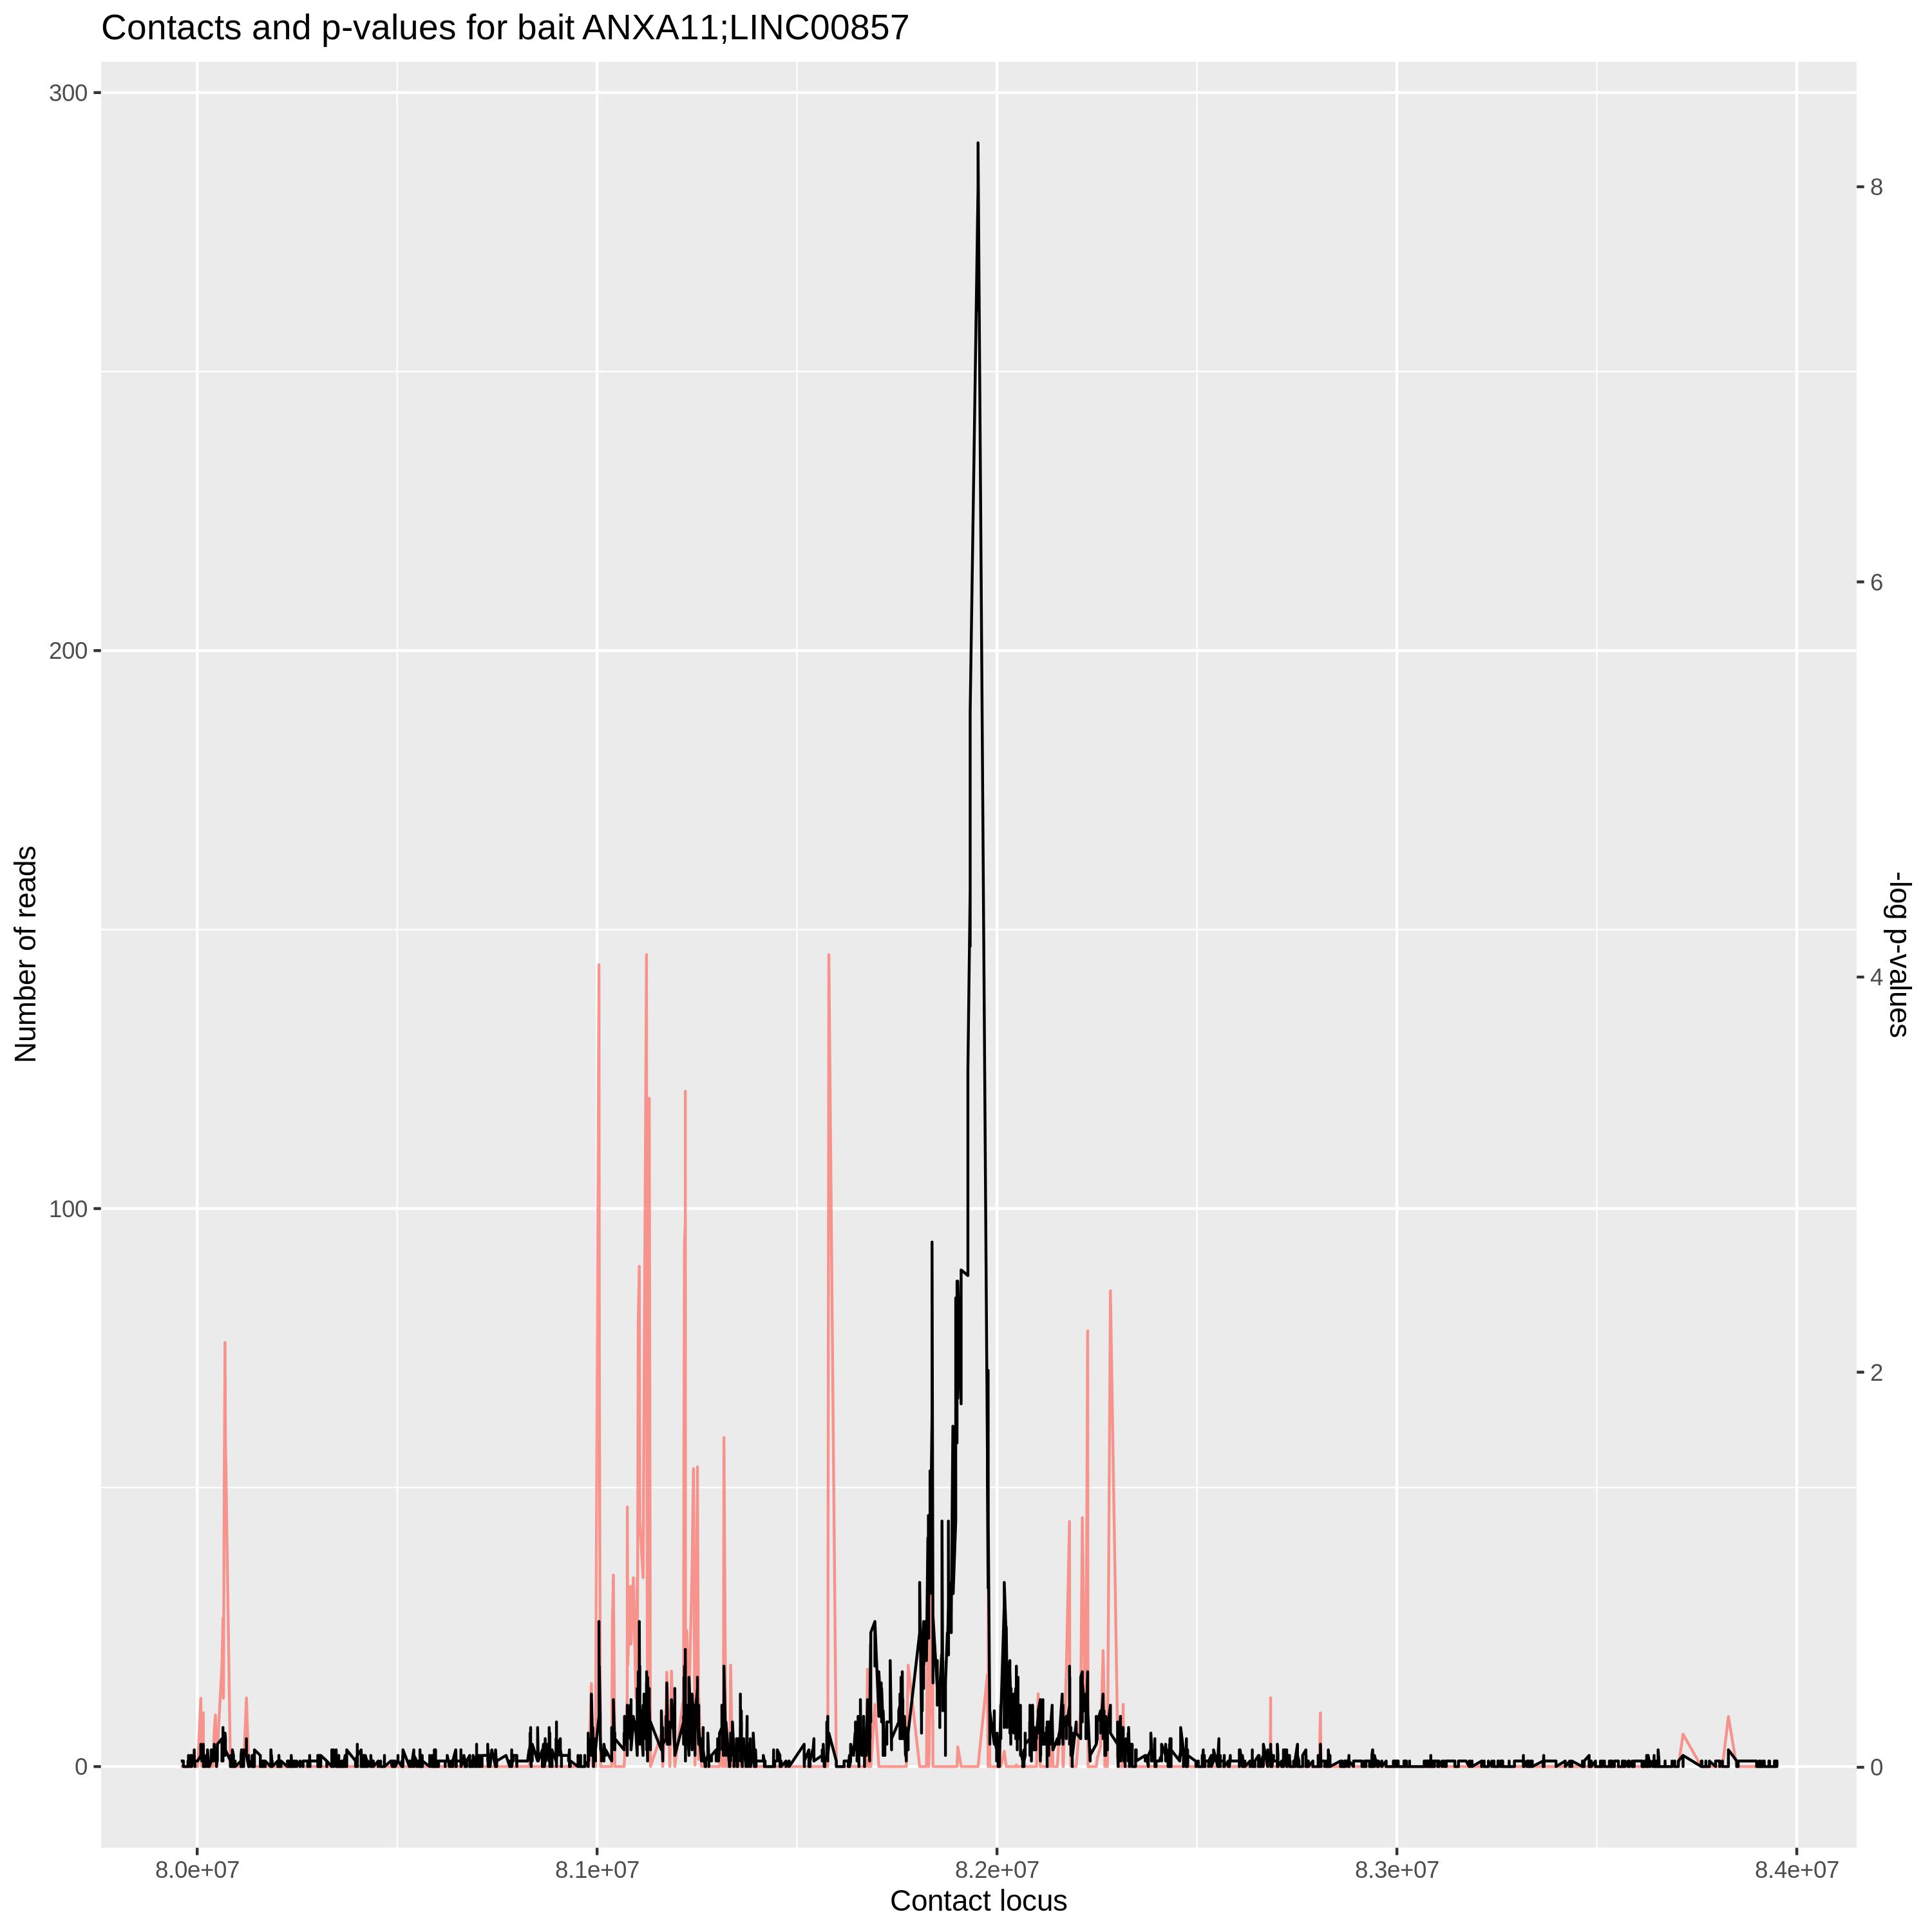 Contacts and p-values for bait ANXA11;LINC00857
300
200
100
0
Number of reads
8
6
4
2
0
-log p-values
8.0e+07 8.1e+07 8.2e+07 8.3e+07 8.4e+07
Contact locus